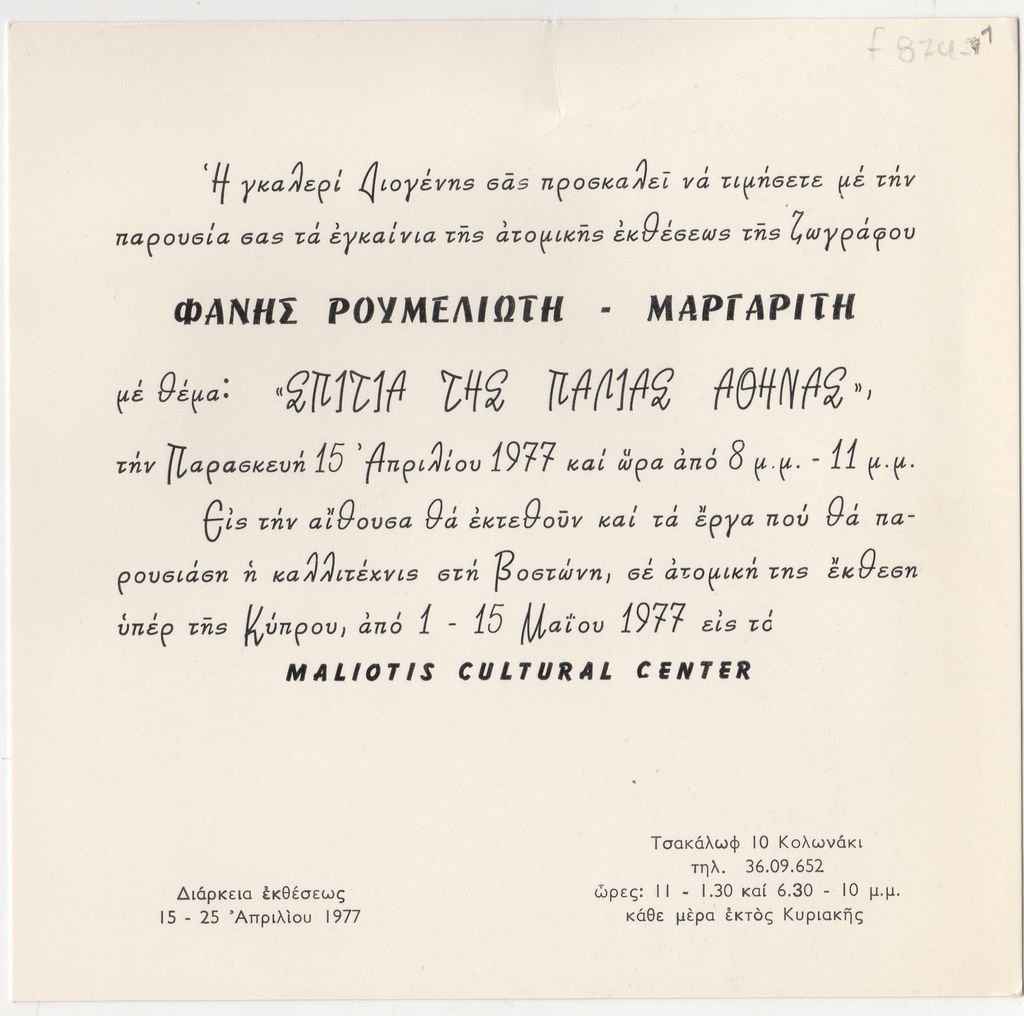 Ἡ γκαλερί Διογένης σᾶς προσκαλεῖ νά τιμήσετε μέ τήν
παρουσία σας τά ἐγκαίνια τῆς ἀτομικῆς ἐκθέσεως τῆς ζωγράφου
ΦΑΝΗΣ ΡΟΥΜΕΛΙΩΤΗ - ΜΑΡΓΑΡΙΤΗ
μέ θέμα: «ΣΠΙΤΙΑ ΤΗΣ ΠΑΛΙΑΣ ΑΘΗΝΑΣ»,
τήν Παρασκευή 15 Ἀπριλίου 1977 καί ὥρα ἀπό 8 μ.μ. - 11 μ.μ.
Εἰς τήν αἴθουσα θά ἐκτεθοῦν καί τά ἔργα πού θά πα-
ρουσιάση ἡ καλλιτέχνις στή Βοστώνη, σέ ἀτομική της ἔκθεση
ὑπέρ τῆς Κύπρου, ἀπό 1 - 15 Μαΐου 1977 εἰς τό
MALIOTIS CULTURAL CENTER
Τσακάλωφ 10 Κολωνάκι
τηλ. 36.09.652
ὧρες: 11 - 1.30 καί 6.30 - 10 μ.μ.
κάθε μὲρα ἐκτὸς Κυριακῆς
Διάρκεια ἐκθέσεως
15 - 25 Ἀπριλὶου 1977